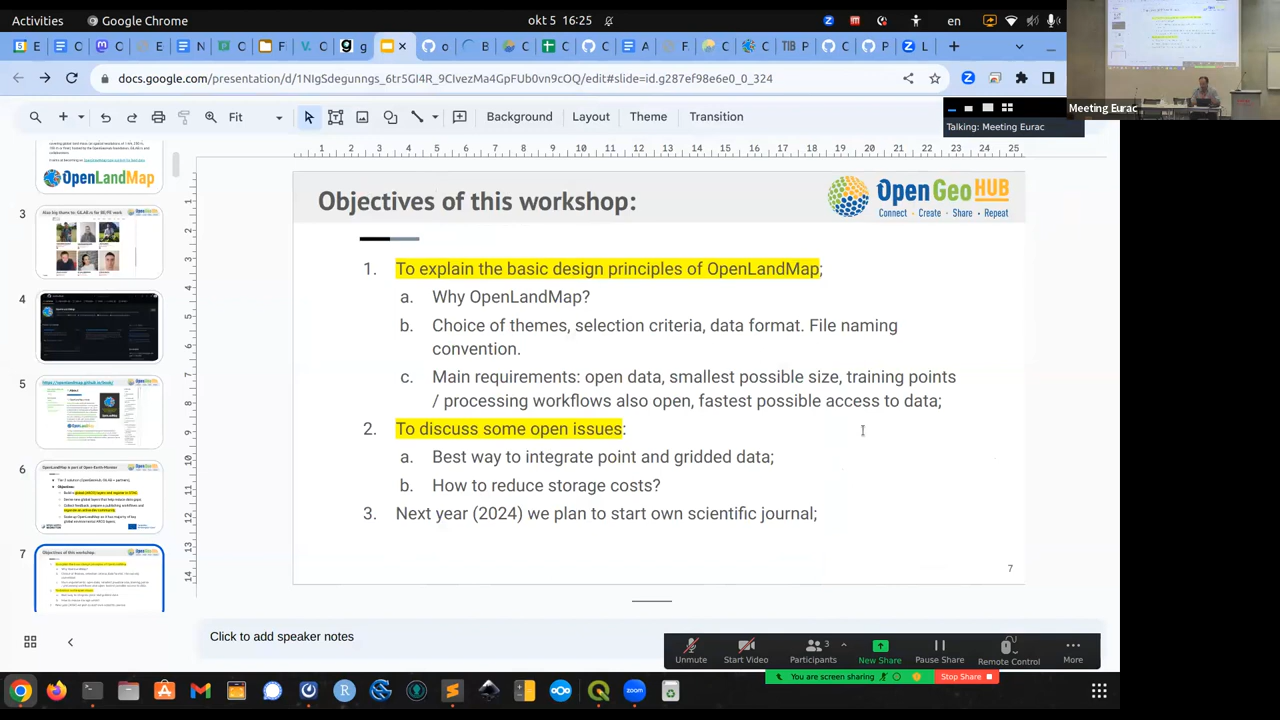 Activities
Google Chrome
16:25
en
docs.google.com/presentation/d/
edit#slide=id.g287ef98e6e0_0_324
Meeting Eurac
Talking: Meeting Eurac
Background
Layout
Theme
Transition
OpenLandMap
3
4
5
6
7
Objectives of this workshop:
OpenGeoHUB
Connect · Create · Share · Repeat
1. To explain the basic design principles of OpenLandMap;
a. Why OpenLandMap?
b. Choice of themes, selection criteria, data format. File naming
convention;
c. Main requirements: open data, smallest possible size, training points
+ processing workflows also open, fastest possible access to data;
2. To discuss some open issues:
a. Best way to integrate point and gridded data;
b. How to reduce storage costs?
3. Next year (2024) we plan to start own scientific journal;
7
Click to add speaker notes
Unmute
Start Video
3
Participants
New Share
Pause Share
Remote Control
More
You are screen sharing
Stop Share
zoom